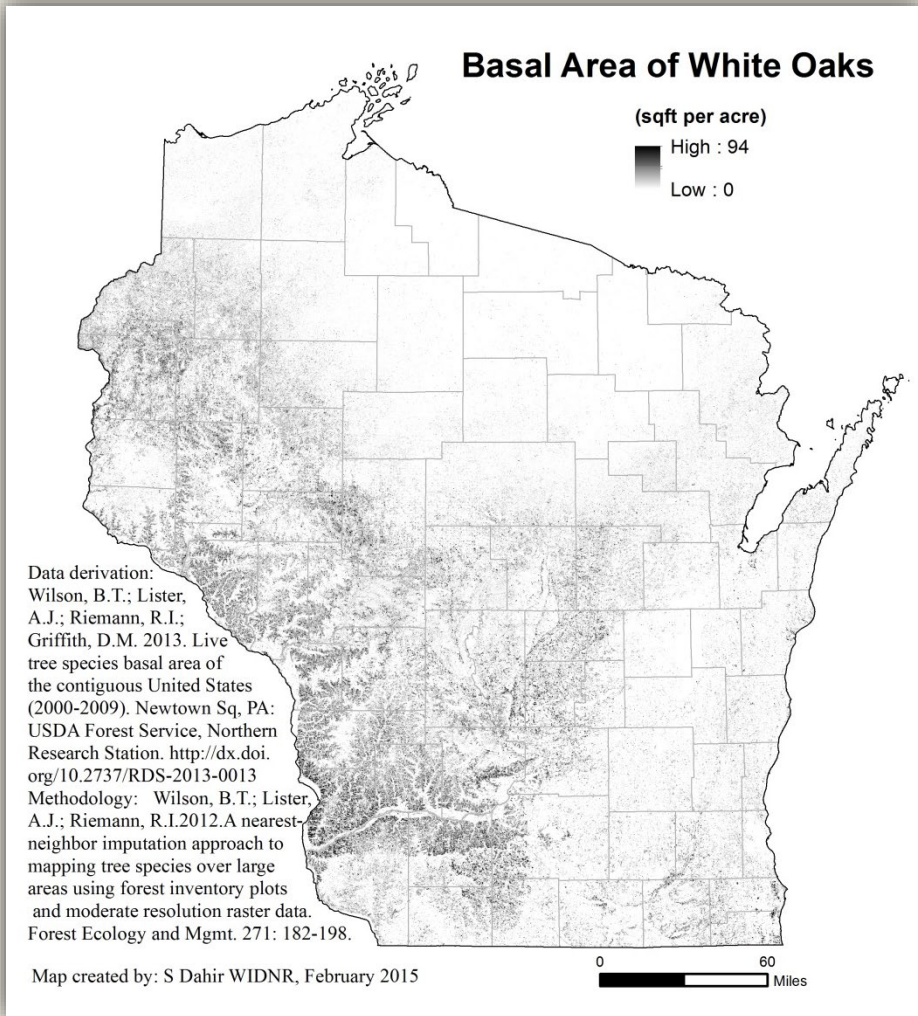 Basal Area of White Oaks
(sqft per acre)
High : 94
Low : 0
Data derivation:
Wilson, B.T.; Lister,
A.J.; Riemann, R.I.;
Griffith, D.M. 2013. Live
tree species basal area of
the contiguous United States
(2000-2009). Newtown Sq, PA:
USDA Forest Service, Northern
Research Station. http://dx.doi.
org/10.2737/RDS-2013-0013
Methodology: Wilson, B.T.; Lister,
A.J.; Riemann, R.I.2012.A nearest-
neighbor imputation approach to
mapping tree species over large
areas using forest inventory plots
and moderate resolution raster data.
Forest Ecology and Mgmt. 271: 182-198.
Map created by: S Dahir WIDNR, February 2015
0 60
Miles